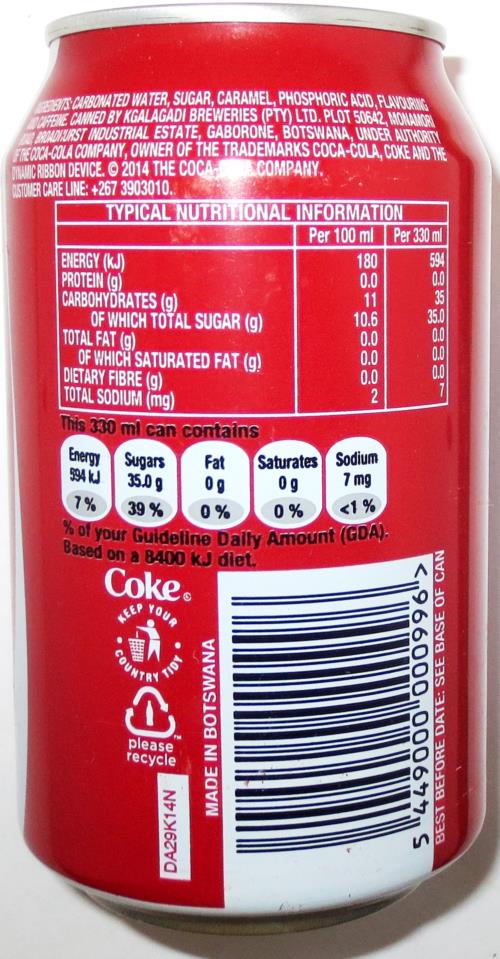 INGREDIENTS: CARBONATED WATER, SUGAR, CARAMEL, PHOSPHORIC ACID, FLAVOURING
AND CAFFEINE. CANNED BY KGALAGADI BREWERIES (PTY) LTD. PLOT 50642, NONAMORI
ROAD, BROADHURST INDUSTRIAL ESTATE, GABORONE, BOTSWANA, UNDER AUTHORITY
OF THE COCA-COLA COMPANY, OWNER OF THE TRADEMARKS COCA-COLA, COKE AND THE
DYNAMIC RIBBON DEVICE. © 2014 THE COCA-COLA COMPANY.
CUSTOMER CARE LINE: +267 3903010.
TYPICAL NUTRITIONAL INFORMATION
Per 100 ml Per 330 ml
ENERGY (kJ) 180 594
PROTEIN (g) 0.0 0.0
CARBOHYDRATES (g) 11 35
OF WHICH TOTAL SUGAR (g) 10.6 35.0
TOTAL FAT (g) 0.0 0.0
OF WHICH SATURATED FAT (g) 0.0 0.0
DIETARY FIBRE (g) 0.0 0.0
TOTAL SODIUM (mg) 2 7
This 330 ml can contains
Energy Sugars Fat Saturates Sodium
594 kJ 35.0 g 0 g 0 g 7 mg
7 % 39 % 0 % 0 % <1 %
% of your Guideline Daily Amount (GDA).
Based on a 8400 kJ diet.
Coke®
KEEP YOUR
COUNTRY TIDY
please
recycle
DA29K14N
MADE IN BOTSWANA
5 449000 000996 >
BEST BEFORE DATE: SEE BASE OF CAN